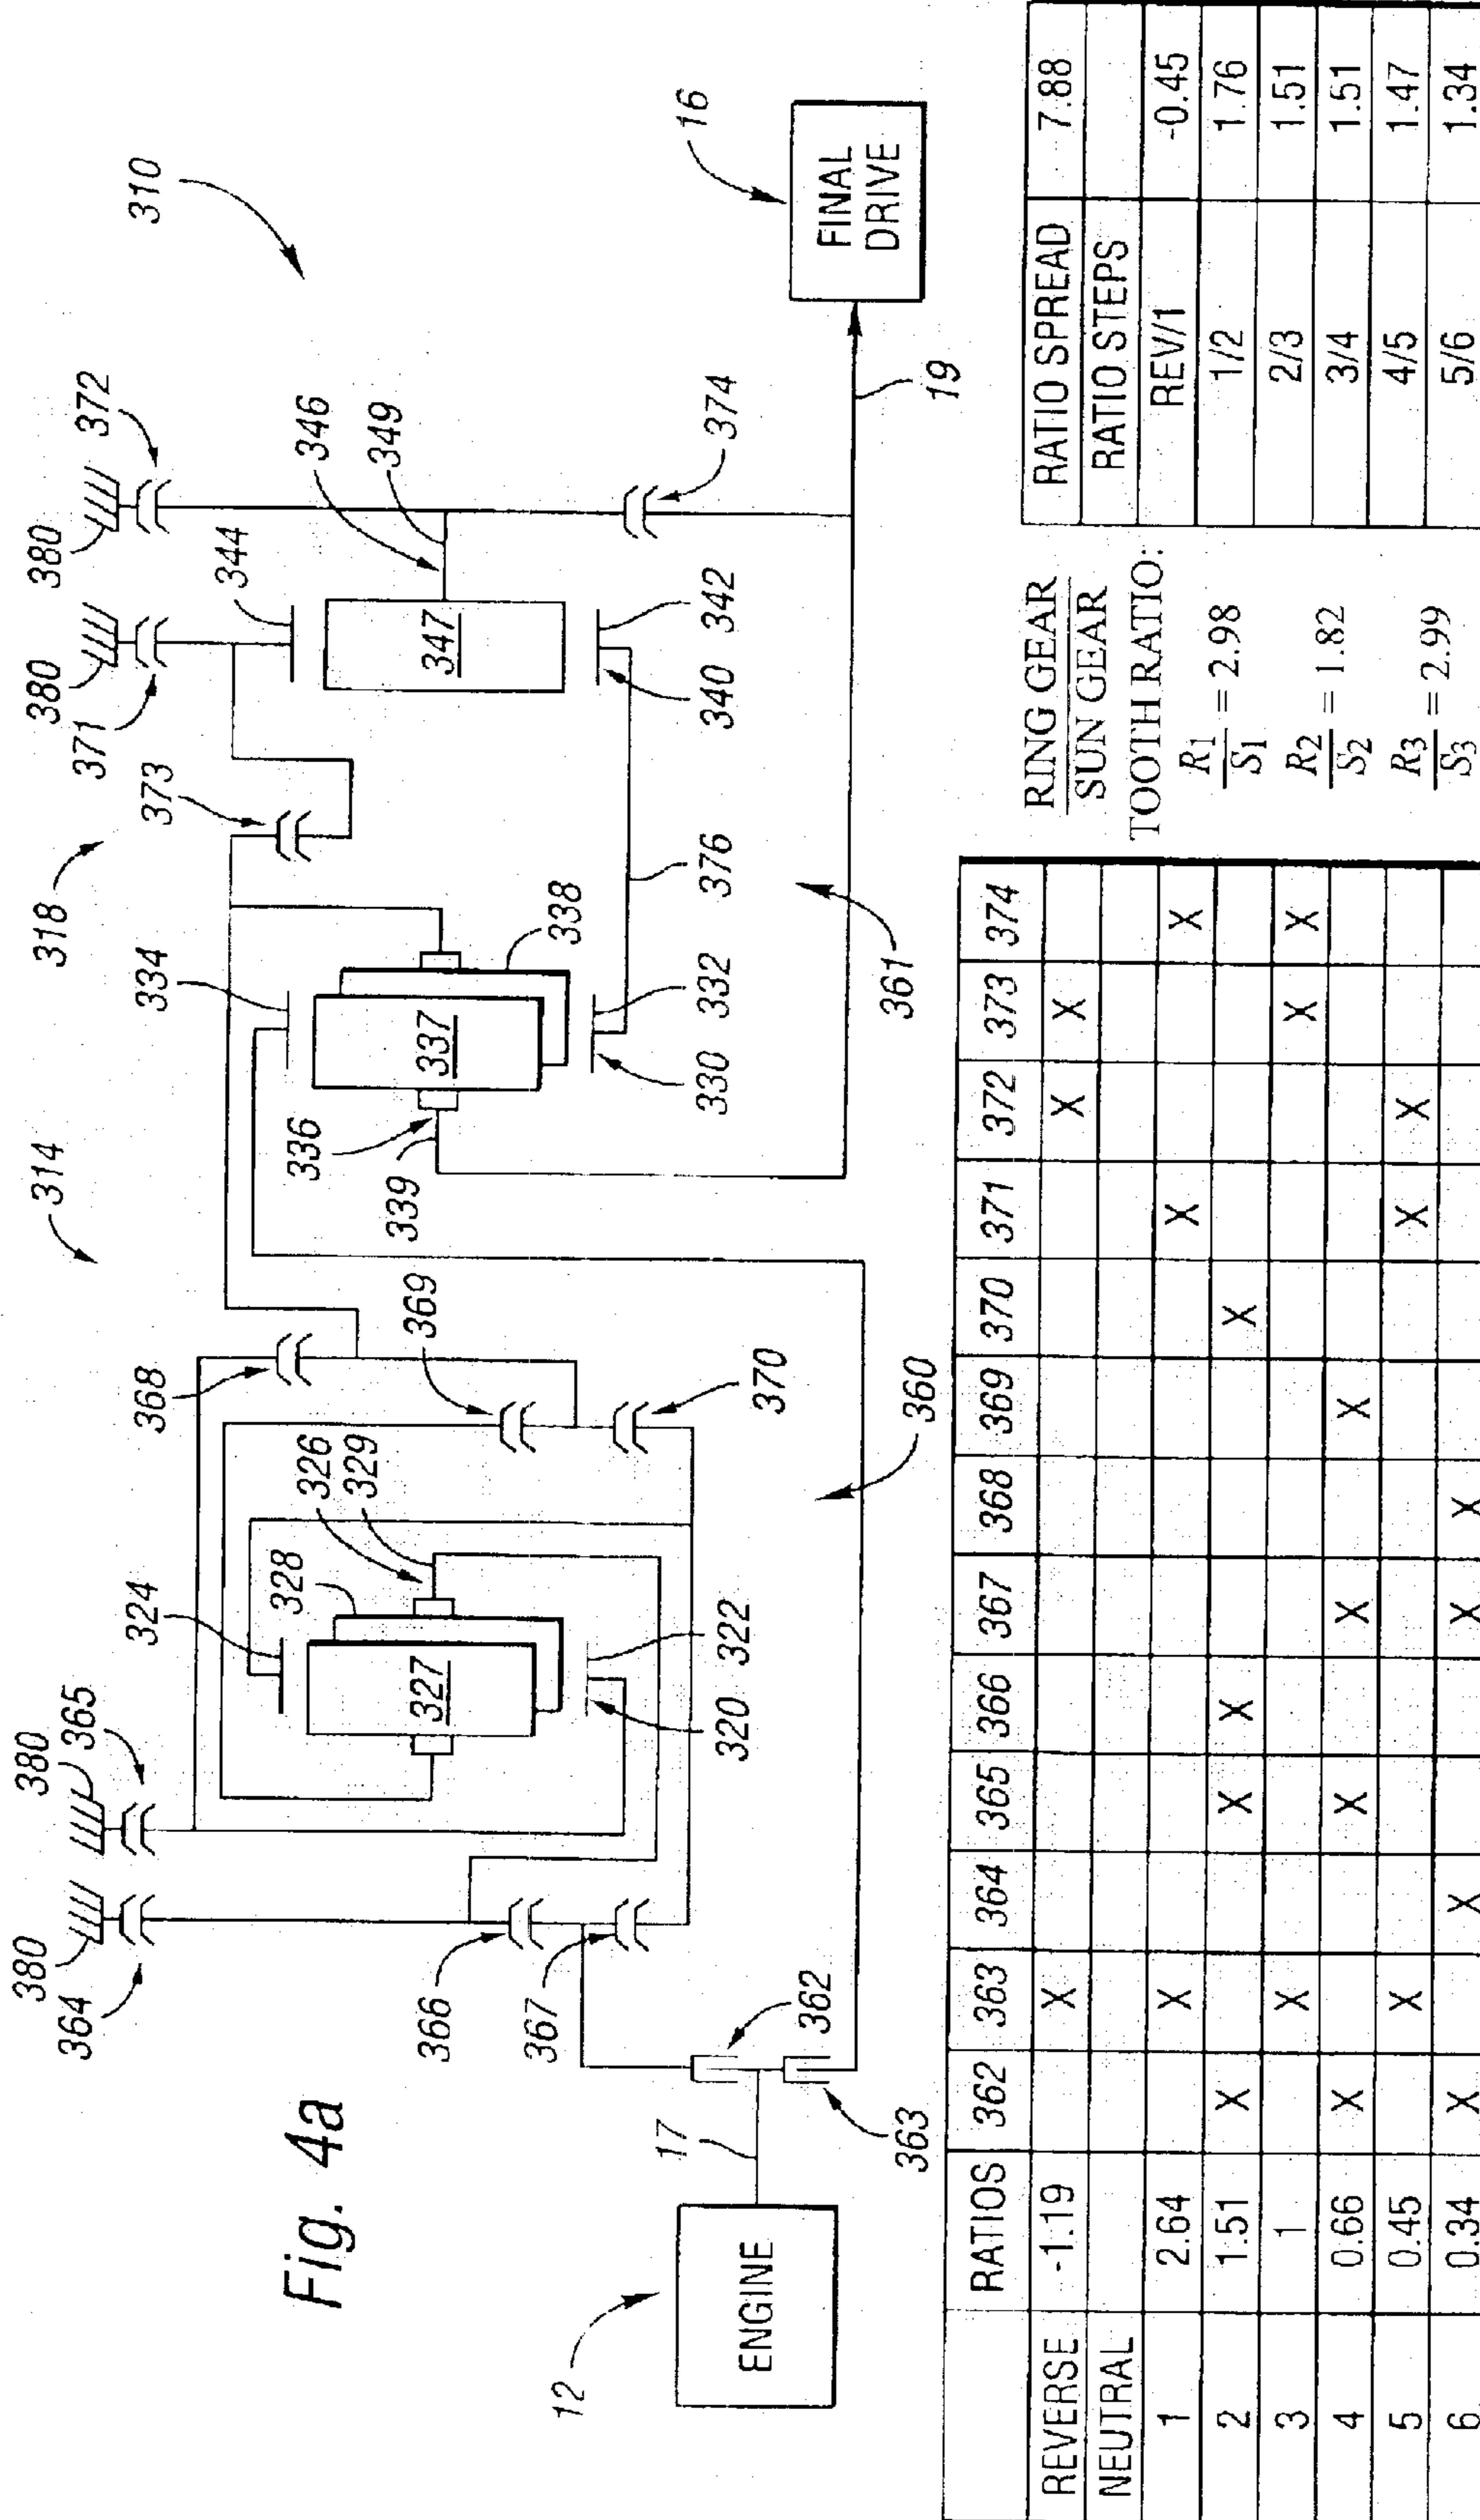 Fig. 4a
310
314
318
380
364
380
365
324
328
326
329
368
369
334
373
371
380
344
380
372
346
349
327
337
347
336
339
338
366
367
320
322
370
330
332
340
342
374
376
17
362
363
360
361
19
16
12
ENGINE
FINAL
DRIVE
RATIOS 362 363 364 365 366 367 368 369 370 371 372 373 374
REVERSE -1.19 X X X
NEUTRAL
1 2.64 X X X
2 1.51 X X X X
3 1 X X X
4 0.66 X X X X
5 0.45 X X X
6 0.34 X X X X
RING GEAR
SUN GEAR
TOOTH RATIO:
R1/S1 = 2.98
R2/S2 = 1.82
R3/S3 = 2.99
RATIO SPREAD 7.88
RATIO STEPS
REV/1 -0.45
1/2 1.76
2/3 1.51
3/4 1.51
4/5 1.47
5/6 1.34